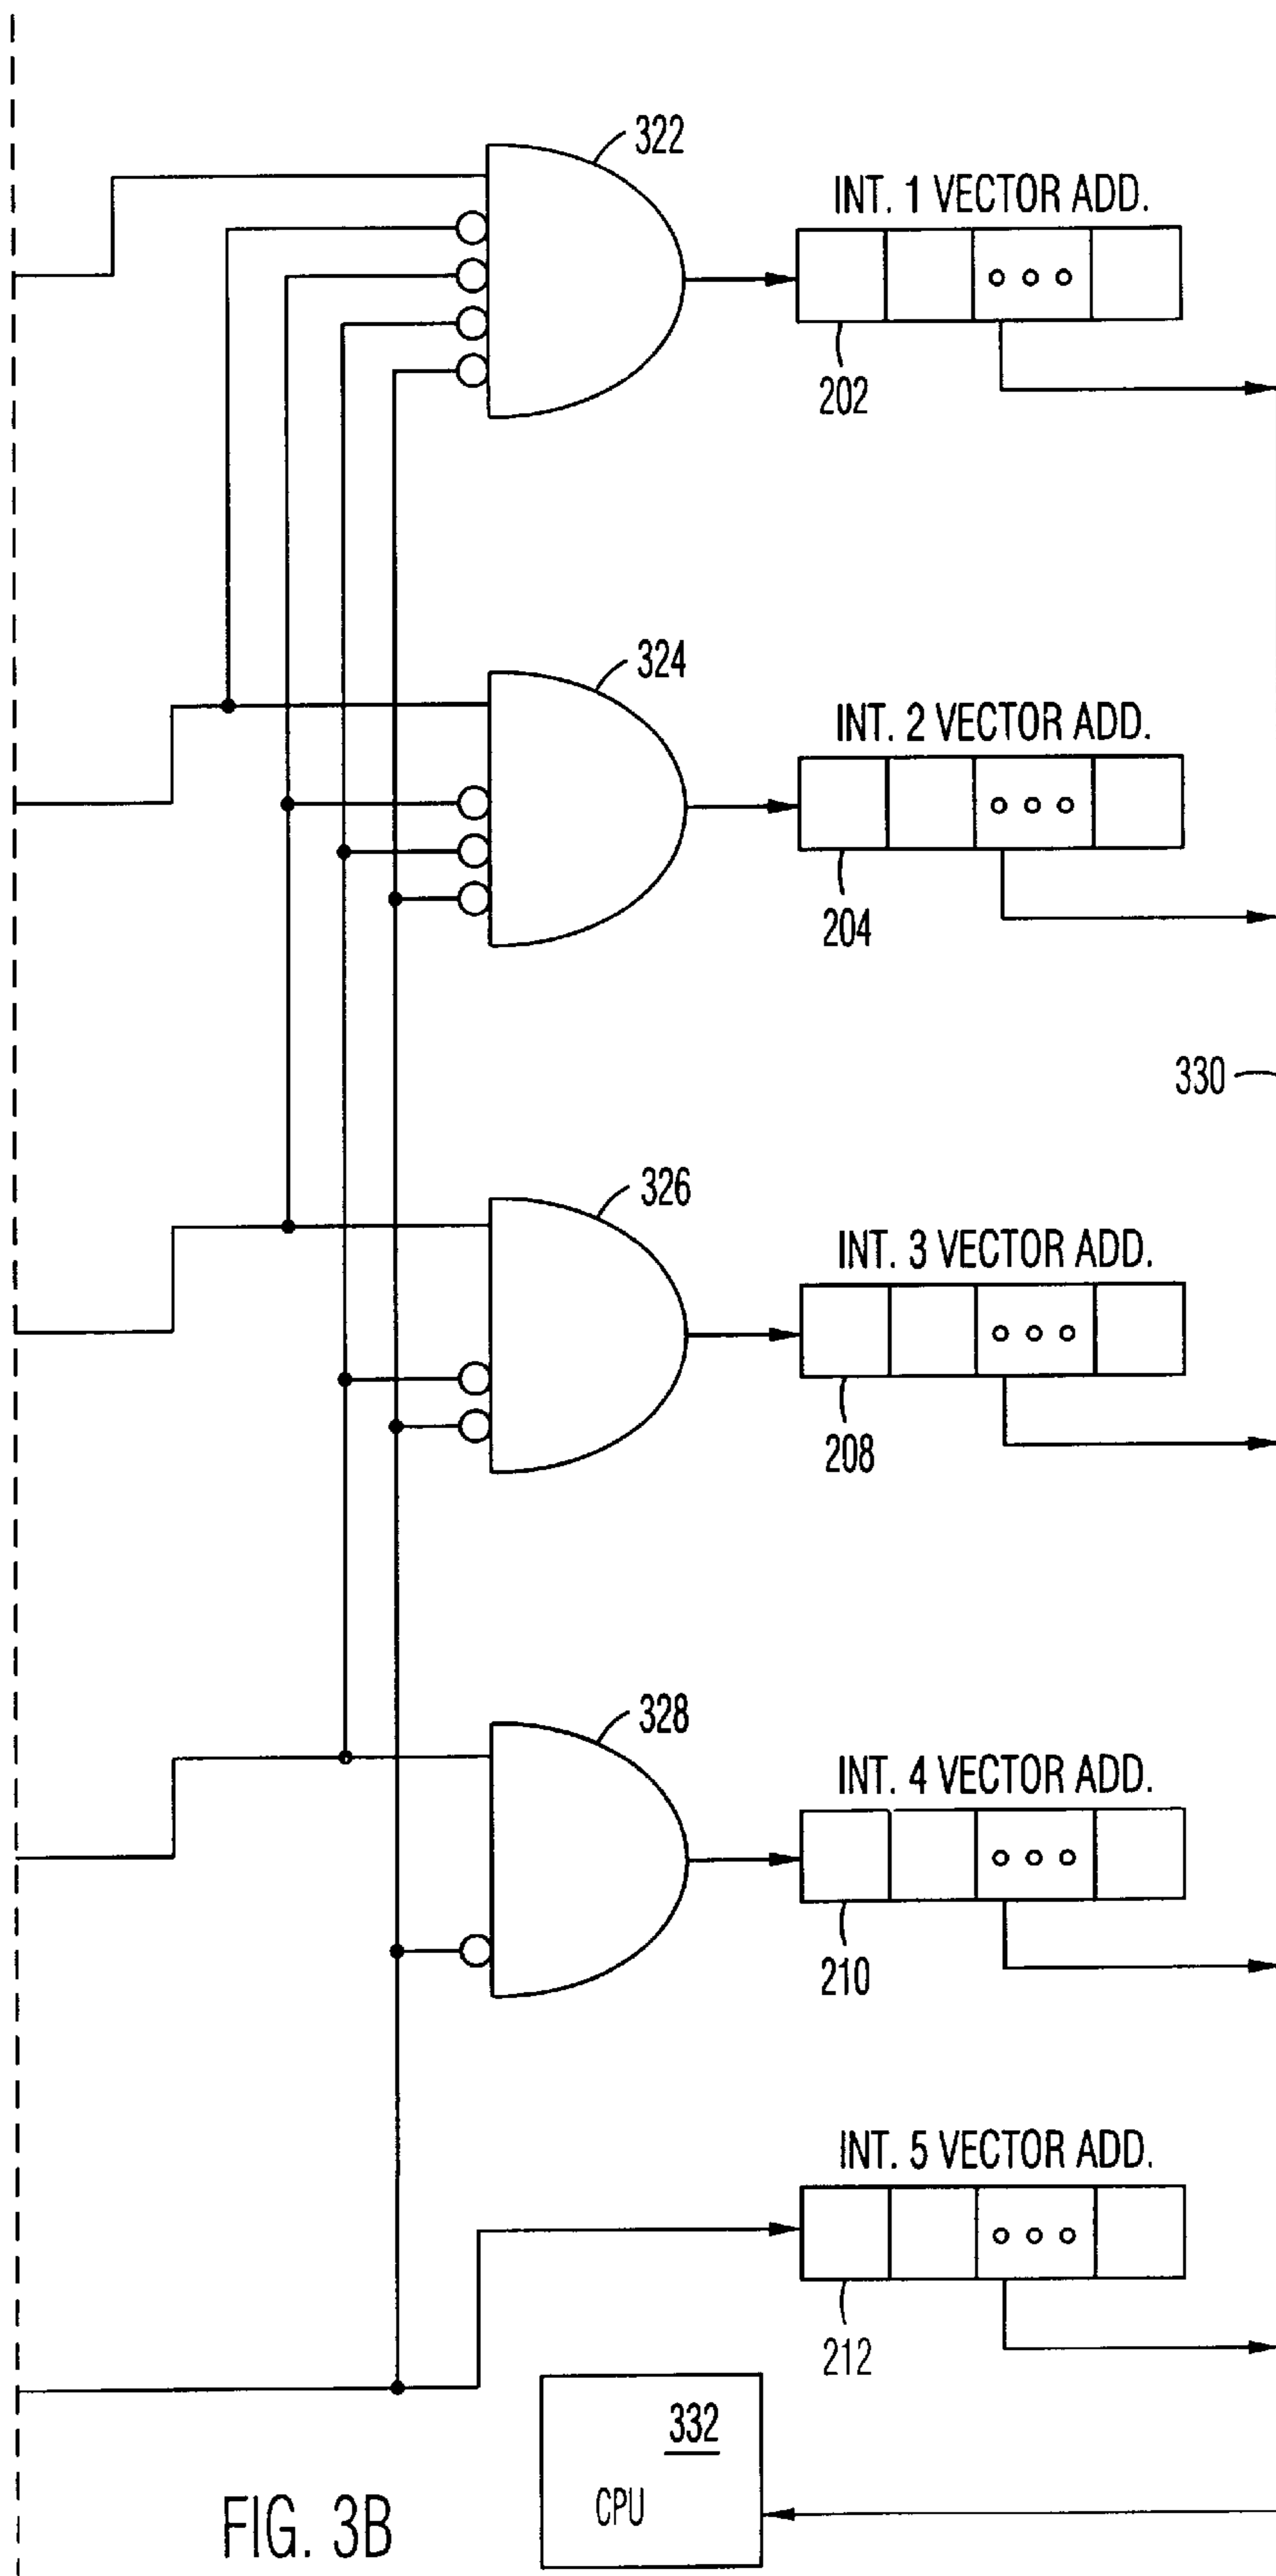 322
INT. 1 VECTOR ADD.
202
324
INT. 2 VECTOR ADD.
204
330
326
INT. 3 VECTOR ADD.
208
328
INT. 4 VECTOR ADD.
210
INT. 5 VECTOR ADD.
212
332
CPU
FIG. 3B